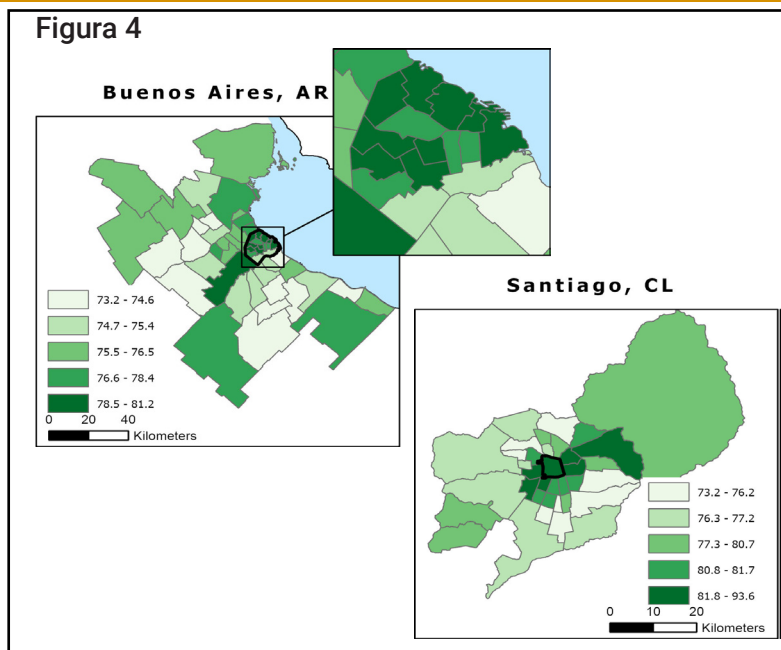 Figura 4
Buenos Aires, AR
73.2 - 74.6
74.7 - 75.4
75.5 - 76.5
76.6 - 78.4
78.5 - 81.2
0 20 40
Kilometers
Santiago, CL
73.2 - 76.2
76.3 - 77.2
77.3 - 80.7
80.8 - 81.7
81.8 - 93.6
0 10 20
Kilometers